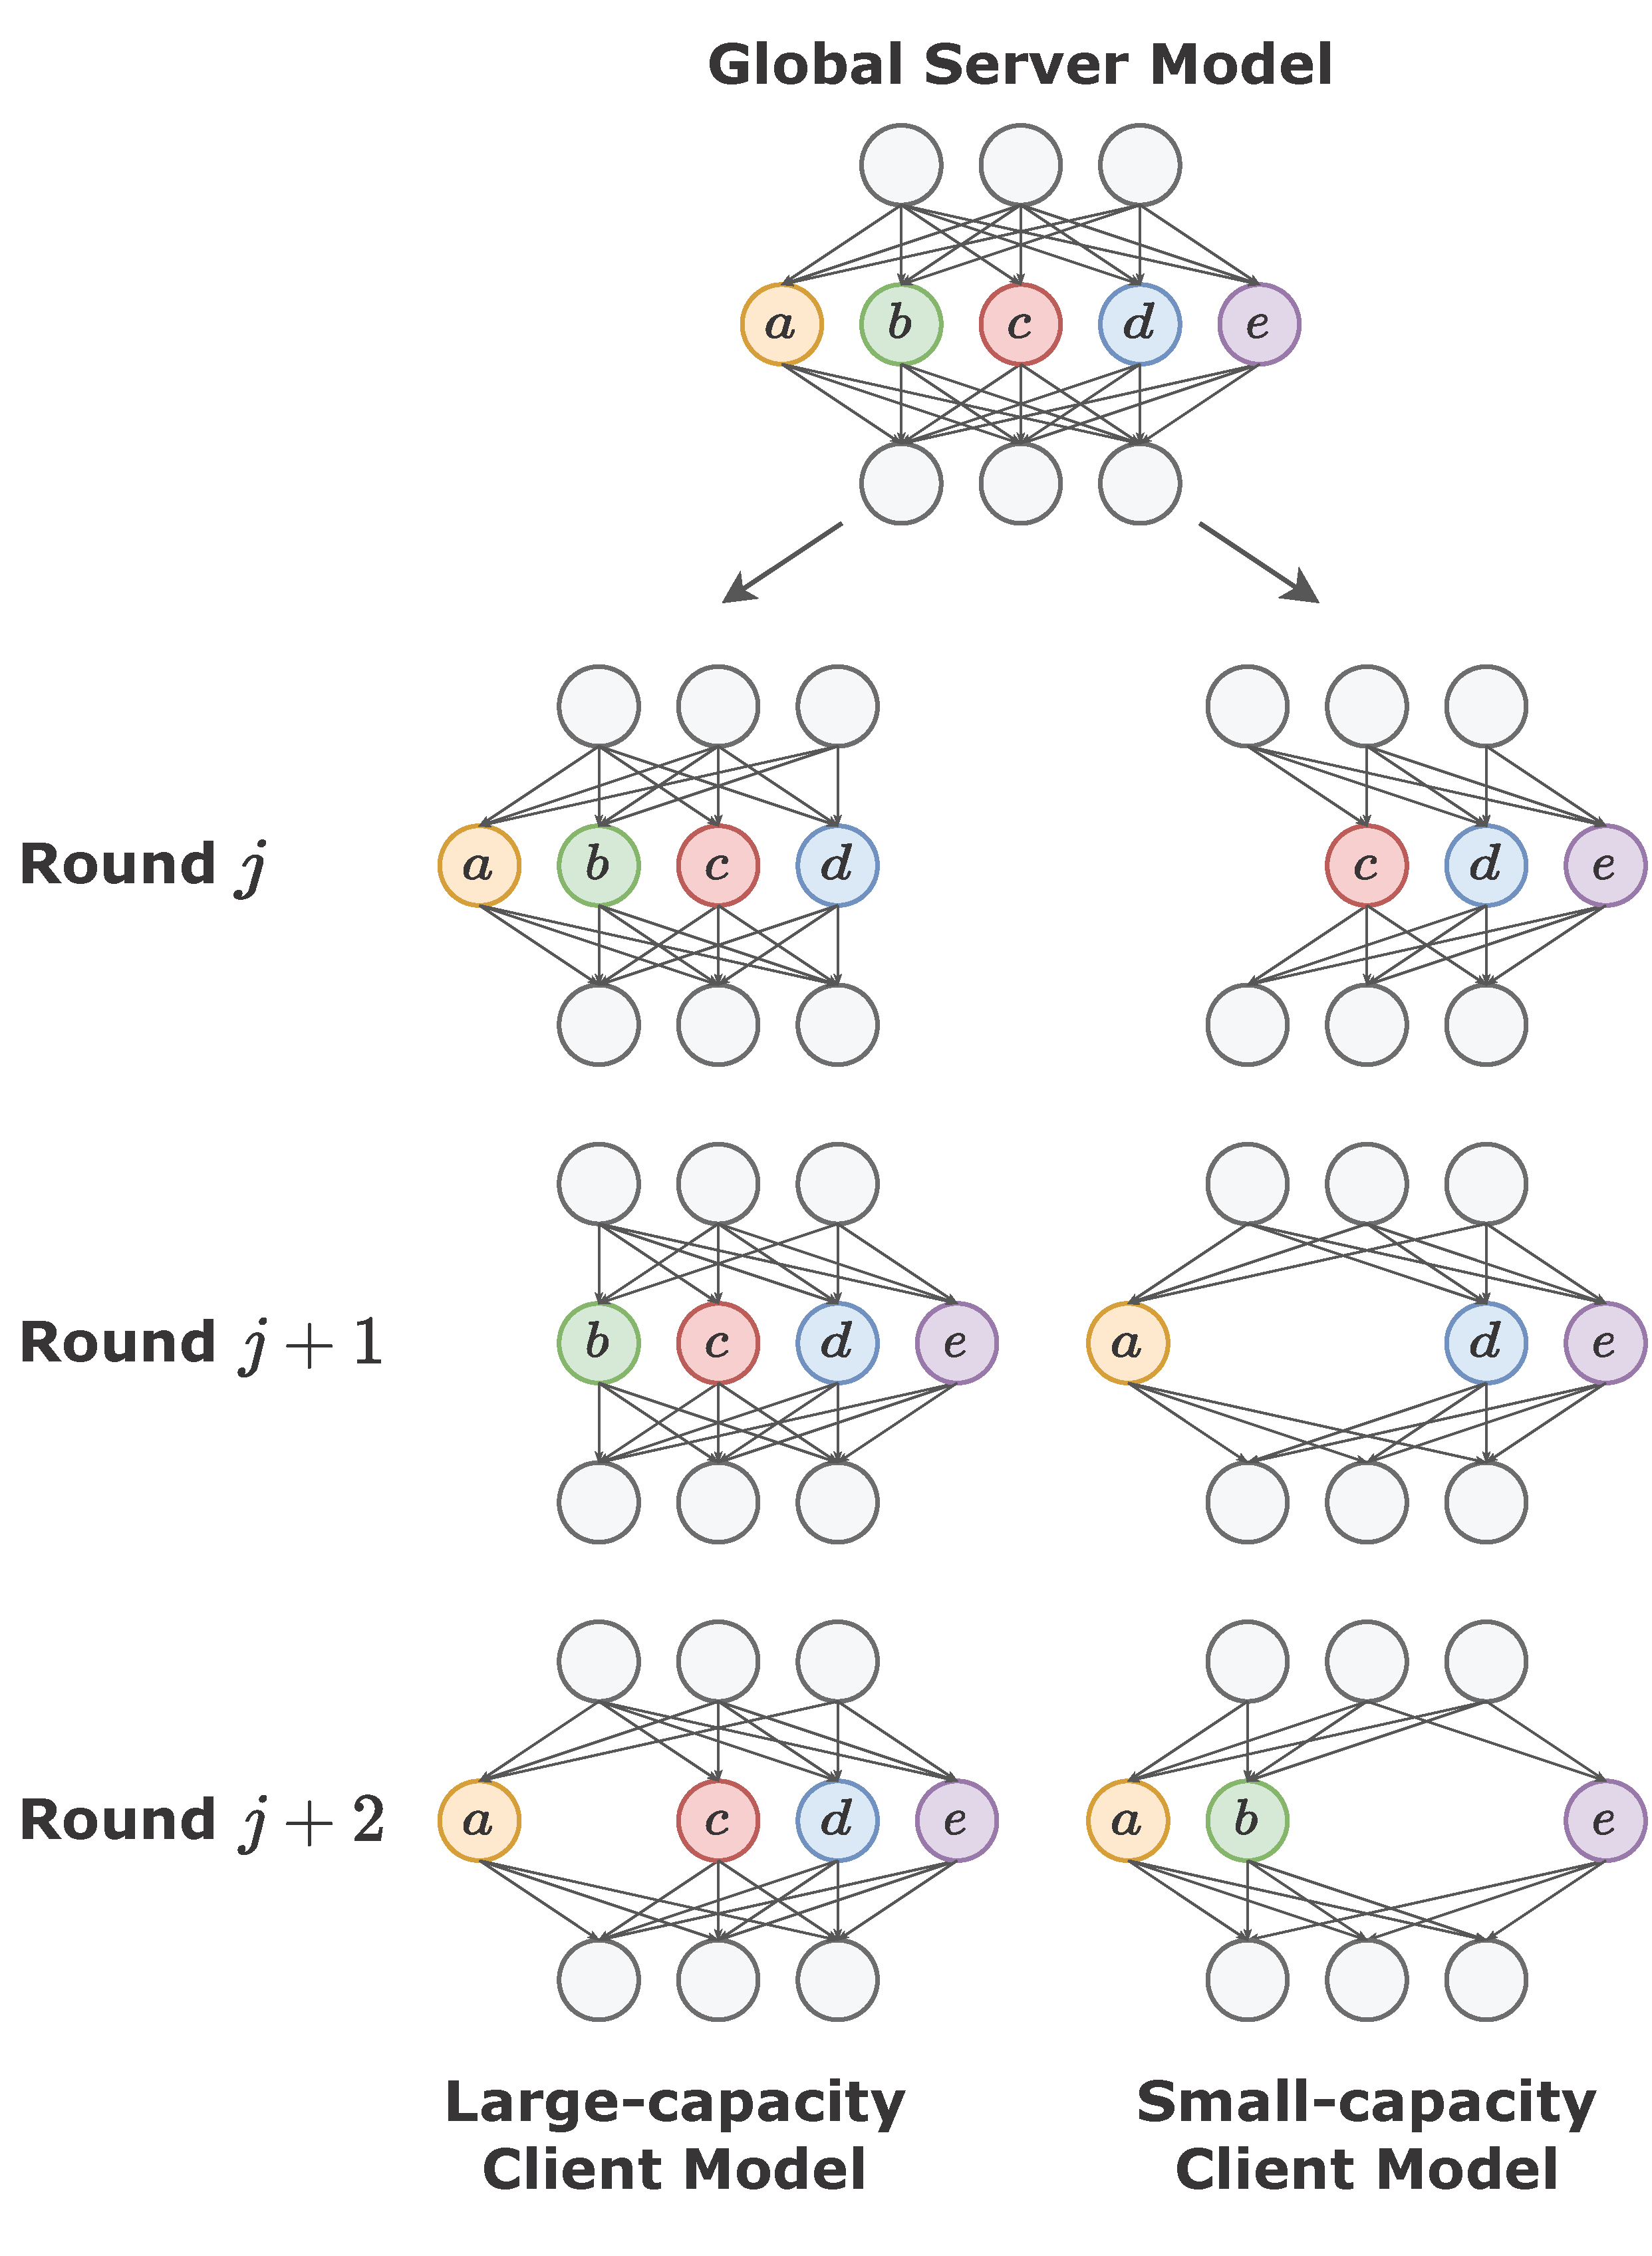 Global Server Model
a b c d e
Round j
a b c d
c d e
Round j + 1
b c d e
a d e
Round j + 2
a c d e
a b e
Large-capacity
Client Model
Small-capacity
Client Model